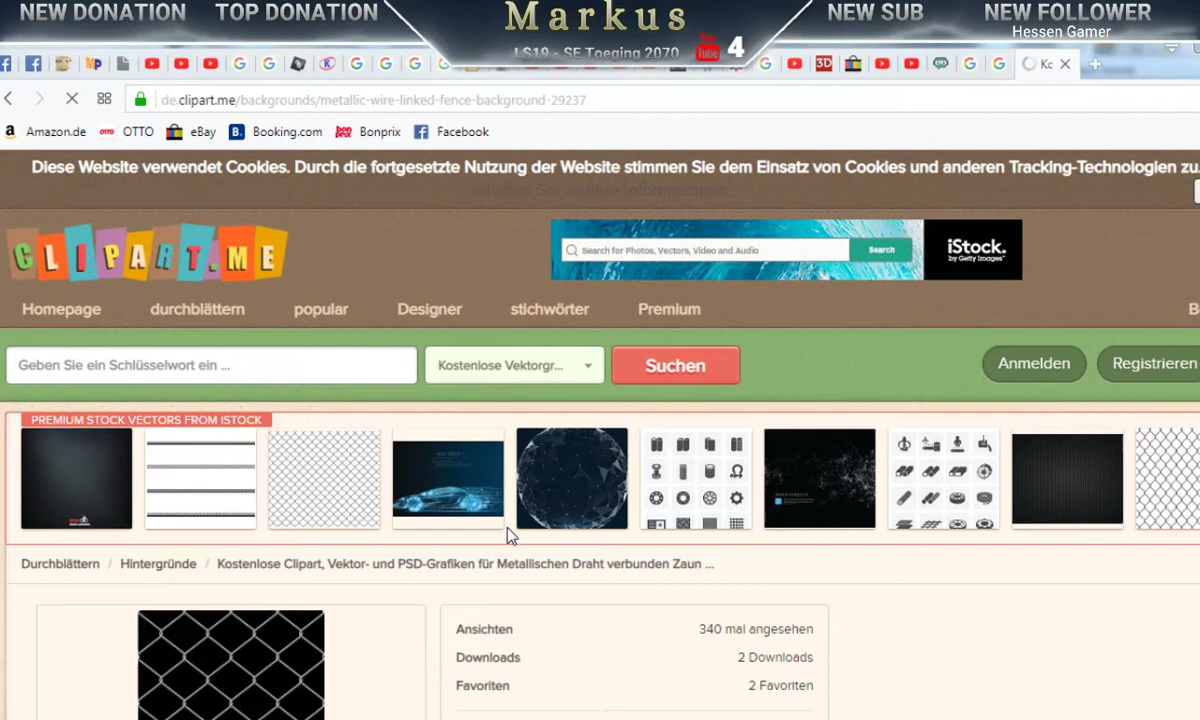 NEW DONATION TOP DONATION Markus NEW SUB NEW FOLLOWER
Hessen Gamer
LS19 - SE Toeging 2070 You Tube 4
de.clipart.me/backgrounds/metallic-wire-linked-fence-background-29237
Amazon.de OTTO eBay Booking.com Bonprix Facebook
Diese Website verwendet Cookies. Durch die fortgesetzte Nutzung der Website stimmen Sie dem Einsatz von Cookies und anderen Tracking-Technologien zu.
CLIPART.ME
Search for Photos, Vectors, Video and Audio Search iStock.
by Getty Images™
Homepage durchblättern popular Designer stichwörter Premium
Geben Sie ein Schlüsselwort ein ... Kostenlose Vektorgr... Suchen Anmelden Registrieren
PREMIUM STOCK VECTORS FROM ISTOCK
Durchblättern / Hintergründe / Kostenlose Clipart, Vektor- und PSD-Grafiken für Metallischen Draht verbunden Zaun ...
Ansichten 340 mal angesehen
Downloads 2 Downloads
Favoriten 2 Favoriten